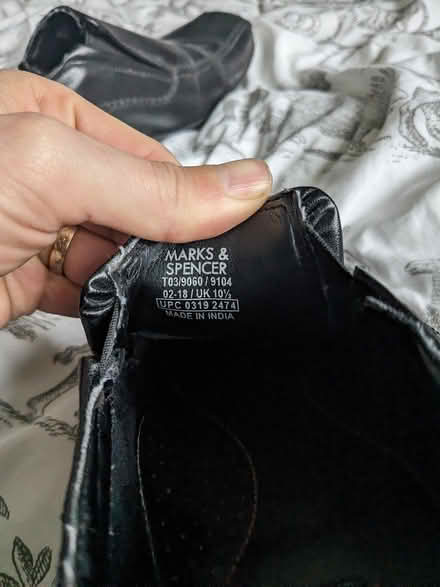 MARKS &
SPENCER
T03/9060/9104
02-18/UK 10½
UPC 0319 2474
MADE IN INDIA